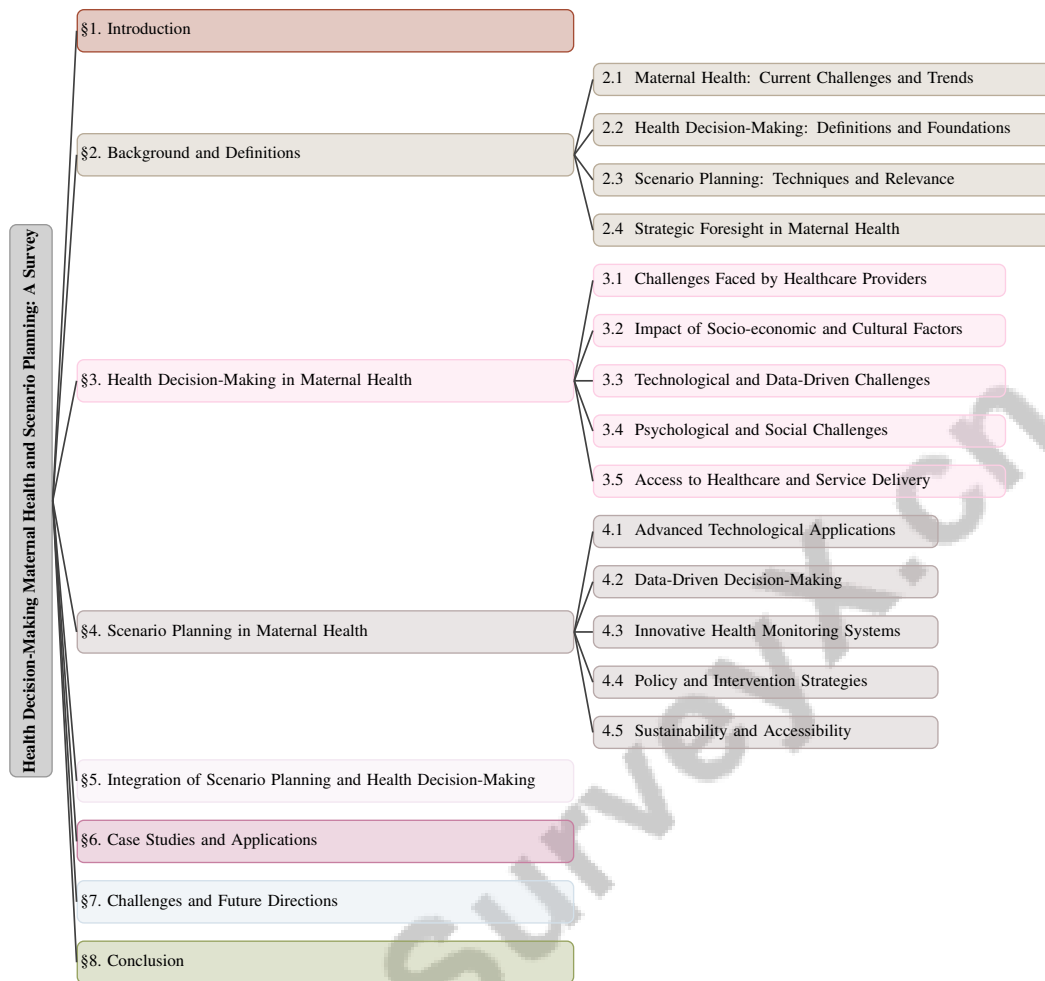 Health Decision-Making Maternal Health and Scenario Planning: A Survey
§1. Introduction
§2. Background and Definitions
2.1 Maternal Health: Current Challenges and Trends
2.2 Health Decision-Making: Definitions and Foundations
2.3 Scenario Planning: Techniques and Relevance
2.4 Strategic Foresight in Maternal Health
§3. Health Decision-Making in Maternal Health
3.1 Challenges Faced by Healthcare Providers
3.2 Impact of Socio-economic and Cultural Factors
3.3 Technological and Data-Driven Challenges
3.4 Psychological and Social Challenges
3.5 Access to Healthcare and Service Delivery
§4. Scenario Planning in Maternal Health
4.1 Advanced Technological Applications
4.2 Data-Driven Decision-Making
4.3 Innovative Health Monitoring Systems
4.4 Policy and Intervention Strategies
4.5 Sustainability and Accessibility
§5. Integration of Scenario Planning and Health Decision-Making
§6. Case Studies and Applications
§7. Challenges and Future Directions
§8. Conclusion
SurveyX.cn